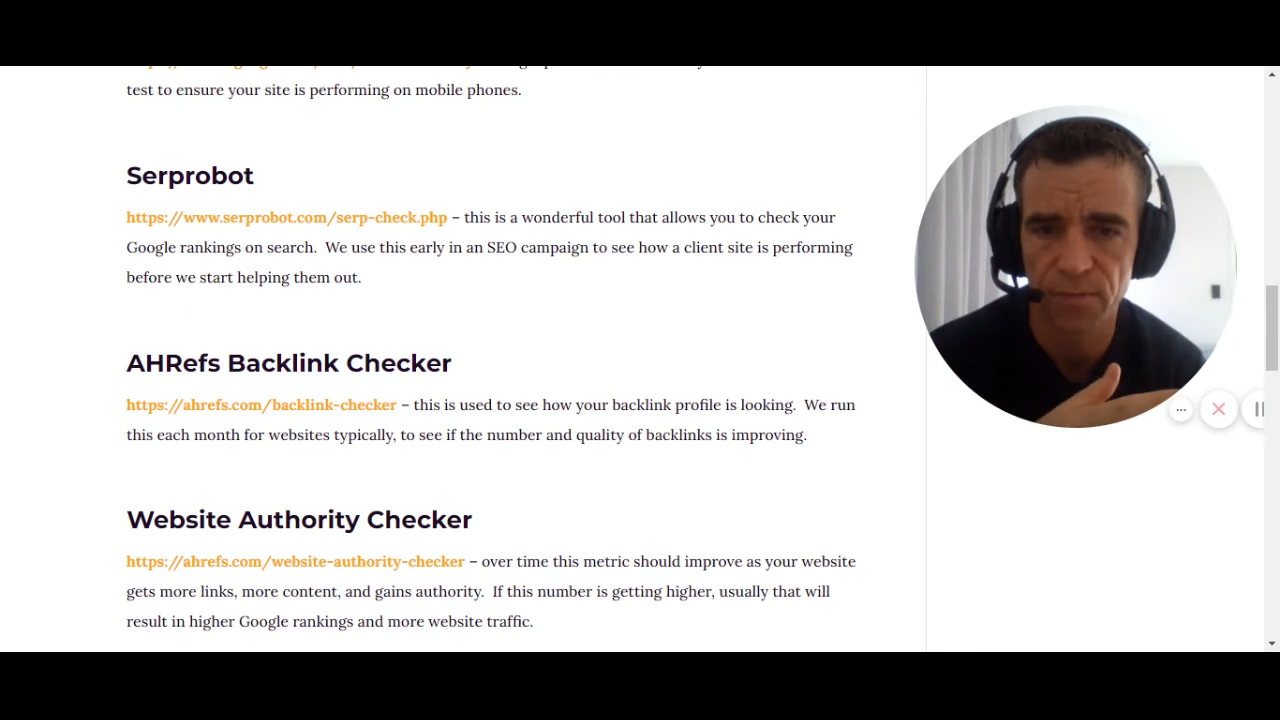 test to ensure your site is performing on mobile phones.
Serprobot
https://www.serprobot.com/serp-check.php – this is a wonderful tool that allows you to check your
Google rankings on search.  We use this early in an SEO campaign to see how a client site is performing
before we start helping them out.
AHRefs Backlink Checker
https://ahrefs.com/backlink-checker – this is used to see how your backlink profile is looking.  We run
this each month for websites typically, to see if the number and quality of backlinks is improving.
Website Authority Checker
https://ahrefs.com/website-authority-checker – over time this metric should improve as your website
gets more links, more content, and gains authority.  If this number is getting higher, usually that will
result in higher Google rankings and more website traffic.